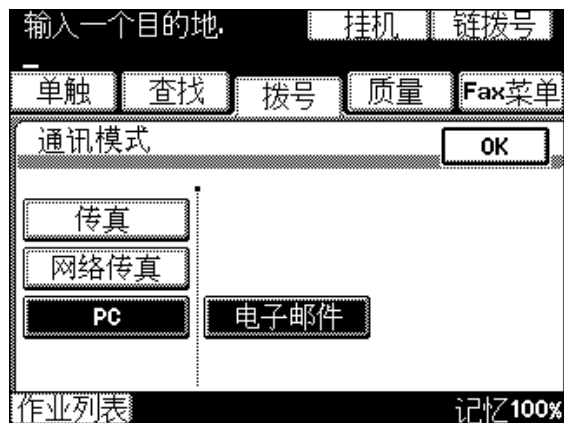 输入一个目的地. 挂机 链拨号
单触 查找 拨号 质量 Fax菜单
通讯模式 OK
传真
网络传真
PC 电子邮件
作业列表 记忆100%